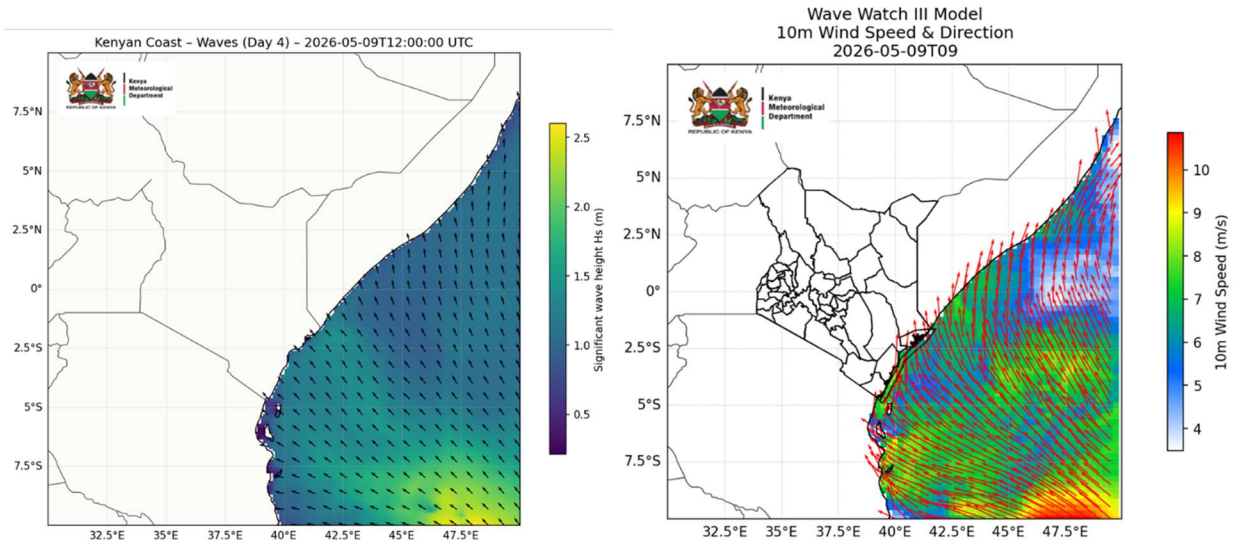 Kenyan Coast – Waves (Day 4) – 2026-05-09T12:00:00 UTC
Kenya
Meteorological
Department
REPUBLIC OF KENYA
7.5°N
5°N
2.5°N
0°
2.5°S
5°S
7.5°S
32.5°E
35°E
37.5°E
40°E
42.5°E
45°E
47.5°E
2.5
2.0
1.5
1.0
0.5
Significant wave height Hs (m)
Wave Watch III Model
10m Wind Speed & Direction
2026-05-09T09
Kenya
Meteorological
Department
REPUBLIC OF KENYA
7.5°N
5°N
2.5°N
0°
2.5°S
5°S
7.5°S
32.5°E
35°E
37.5°E
40°E
42.5°E
45°E
47.5°E
10
9
8
7
6
5
4
10m Wind Speed (m/s)